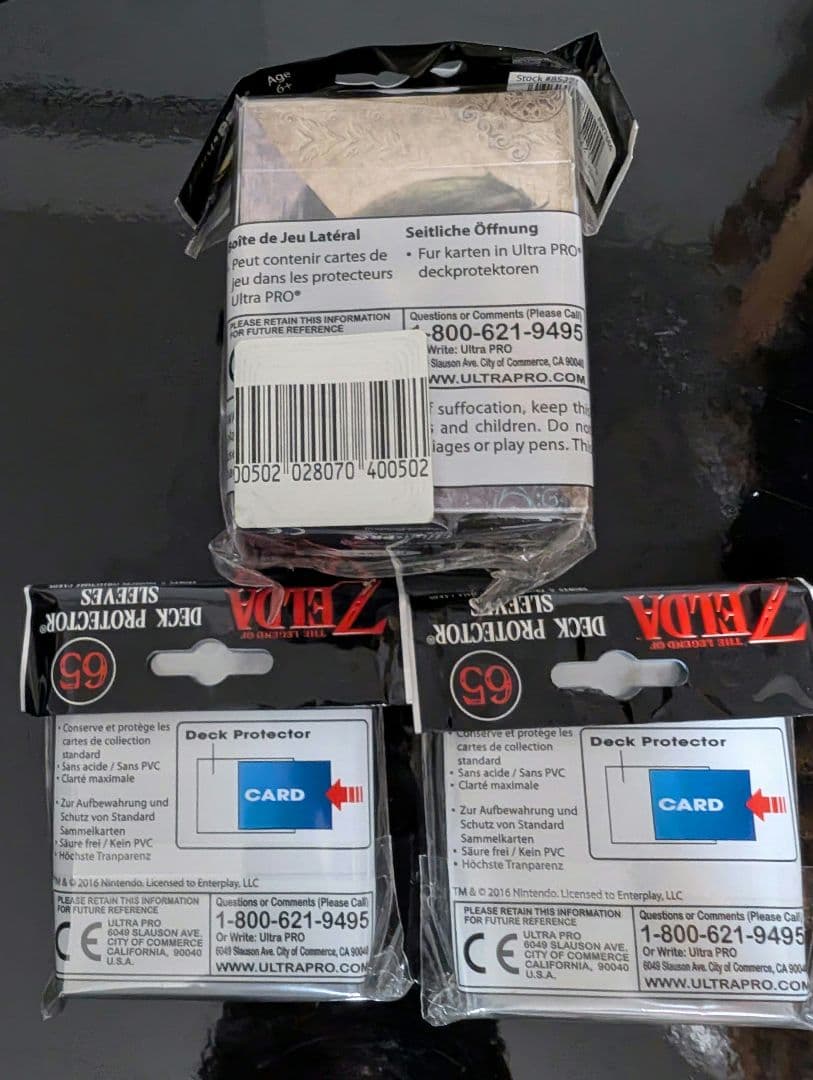 Age
6+
Stock #8522
Boîte de Jeu Latéral
Peut contenir cartes de
jeu dans les protecteurs
Ultra PRO®
Seitliche Öffnung
• Fur karten in Ultra PRO®
deckprotektoren
PLEASE RETAIN THIS INFORMATION
FOR FUTURE REFERENCE
Questions or Comments (Please Call)
1-800-621-9495
Write: Ultra PRO
Slauson Ave. City of Commerce, CA 90040
WW.ULTRAPRO.COM
f suffocation, keep thi
and children. Do no
iages or play pens. Thi
00502 028070 400502
THE LEGEND OF
ZELDA
DECK PROTECTOR®
SLEEVES
65
• Conserve et protège les
cartes de collection
standard
• Sans acide / Sans PVC
• Clarté maximale
• Zur Aufbewahrung und
Schutz von Standard
Sammelkarten
• Säure frei / Kein PVC
• Höchste Tranparenz
Deck Protector
CARD
TM & © 2016 Nintendo. Licensed to Enterplay, LLC
PLEASE RETAIN THIS INFORMATION
FOR FUTURE REFERENCE
CE
ULTRA PRO
6049 SLAUSON AVE.
CITY OF COMMERCE
CALIFORNIA, 90040
U.S.A.
Questions or Comments (Please Call)
1-800-621-9495
Or Write: Ultra PRO
6049 Slauson Ave. City of Commerce, CA 90040
WWW.ULTRAPRO.COM
THE LEGEND OF
ZELDA
DECK PROTECTOR®
SLEEVES
65
Conserve et protège les
cartes de collection
standard
• Sans acide / Sans PVC
• Clarté maximale
• Zur Aufbewahrung und
Schutz von Standard
Sammelkarten
• Säure frei / Kein PVC
• Höchste Tranparenz
Deck Protector
CARD
TM & © 2016 Nintendo. Licensed to Enterplay, LLC
PLEASE RETAIN THIS INFORMATION
FOR FUTURE REFERENCE
CE
ULTRA PRO
6049 SLAUSON AVE.
CITY OF COMMERCE
CALIFORNIA, 90040
U.S.A.
Questions or Comments (Please Call
1-800-621-9495
Or Write: Ultra PRO
6049 Slauson Ave. City of Commerce, CA 9004
WWW.ULTRAPRO.COM